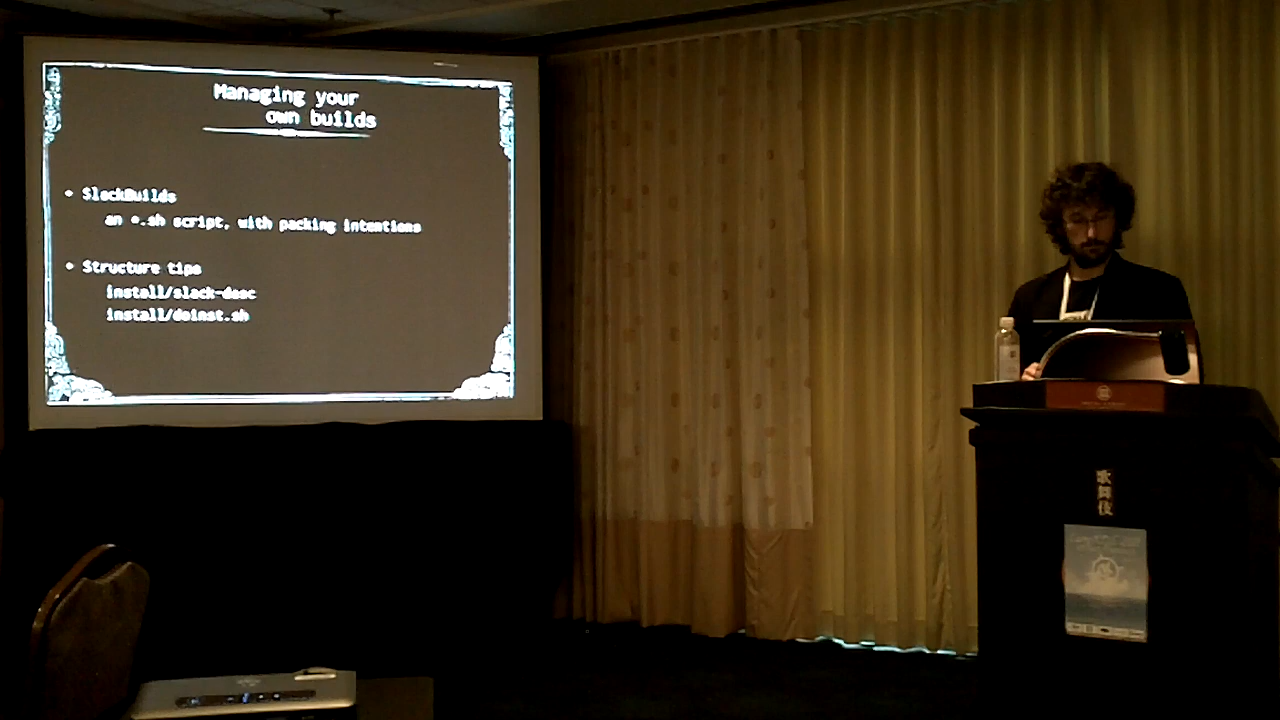 Managing your
own builds
• SlackBuilds
an *.sh script, with packing intentions
• Structure tips
install/slack-desc
install/doinst.sh
歌舞伎